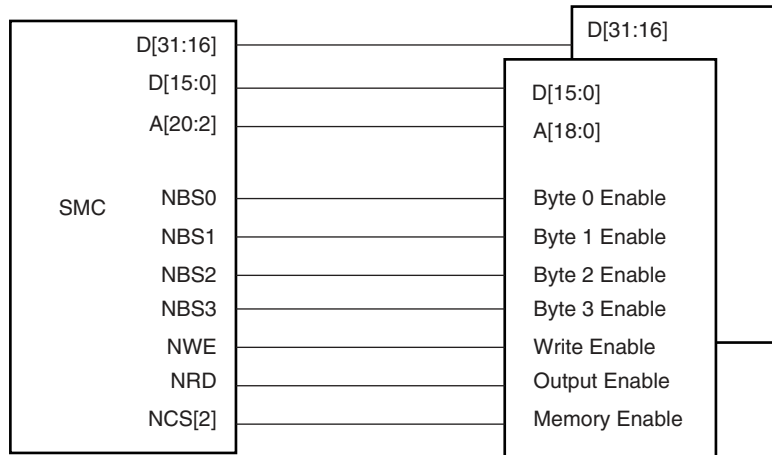 D[31:16] D[31:16]
D[15:0] D[15:0]
A[20:2] A[18:0]
SMC
NBS0 Byte 0 Enable
NBS1 Byte 1 Enable
NBS2 Byte 2 Enable
NBS3 Byte 3 Enable
NWE Write Enable
NRD Output Enable
NCS[2] Memory Enable